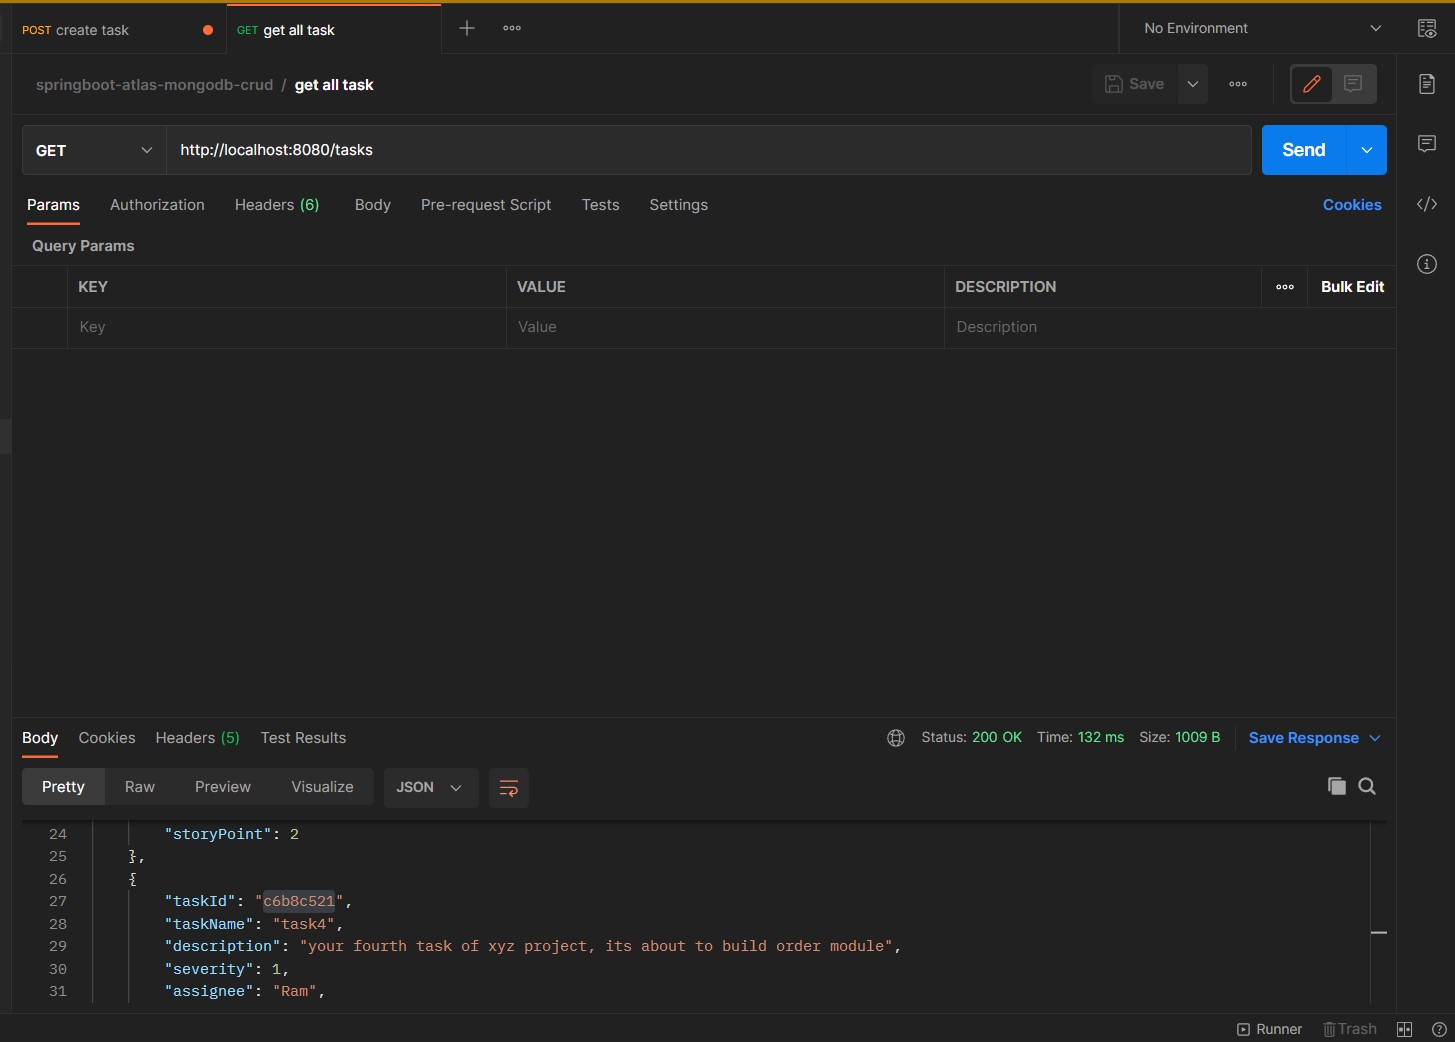 POST create task GET get all task No Environment
springboot-atlas-mongodb-crud / get all task Save
GET http://localhost:8080/tasks Send
Params Authorization Headers (6) Body Pre-request Script Tests Settings Cookies
Query Params
KEY VALUE DESCRIPTION Bulk Edit
Key Value Description
Body Cookies Headers (5) Test Results Status: 200 OK Time: 132 ms Size: 1009 B Save Response
Pretty Raw Preview Visualize JSON
24 "storyPoint": 2
25 },
26 {
27 "taskId": "c6b8c521",
28 "taskName": "task4",
29 "description": "your fourth task of xyz project, its about to build order module",
30 "severity": 1,
31 "assignee": "Ram",
Runner Trash